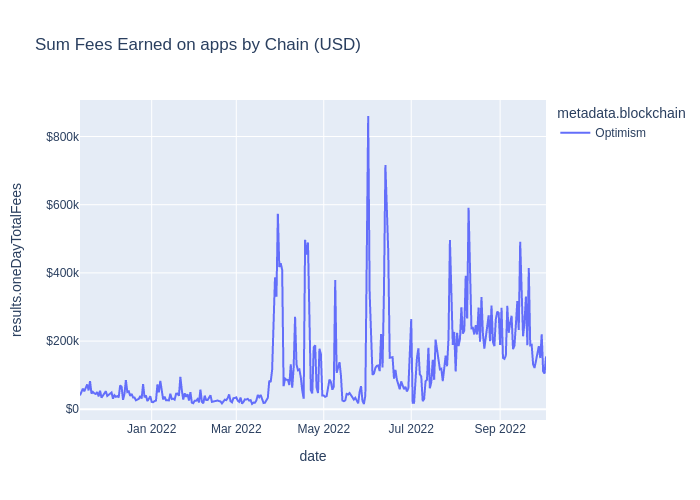 Sum Fees Earned on apps by Chain (USD)
metadata.blockchain
Optimism
results.oneDayTotalFees
$800k
$600k
$400k
$200k
$0
Jan 2022
Mar 2022
May 2022
Jul 2022
Sep 2022
date